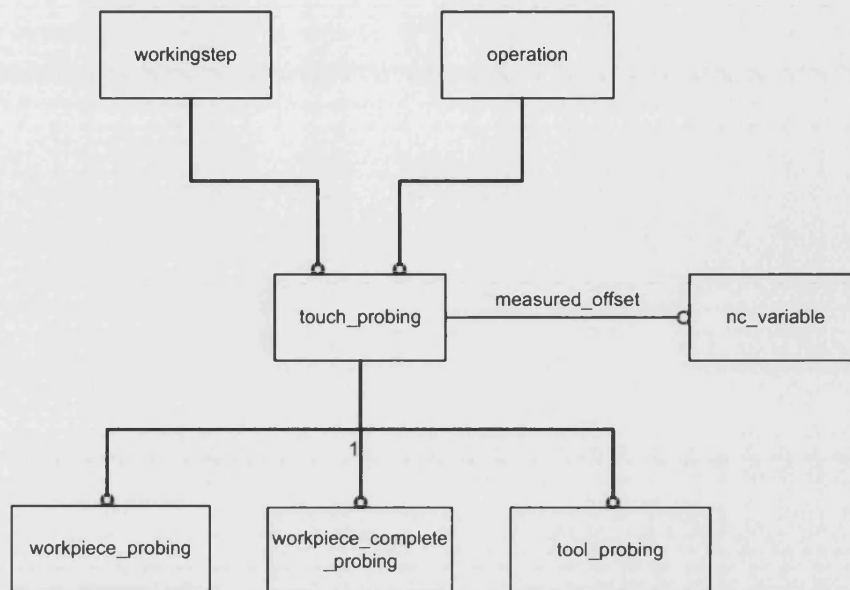 workingstep
operation
touch_probing
measured_offset
nc_variable
1
workpiece_probing
workpiece_complete
_probing
tool_probing